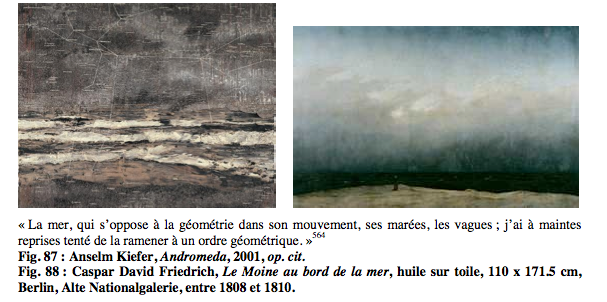 « La mer, qui s'oppose à la géométrie dans son mouvement, ses marées, les vagues ; j'ai à maintes
reprises tenté de la ramener à un ordre géométrique. »564
Fig. 87 : Anselm Kiefer, Andromeda, 2001, op. cit.
Fig. 88 : Caspar David Friedrich, Le Moine au bord de la mer, huile sur toile, 110 x 171.5 cm,
Berlin, Alte Nationalgalerie, entre 1808 et 1810.